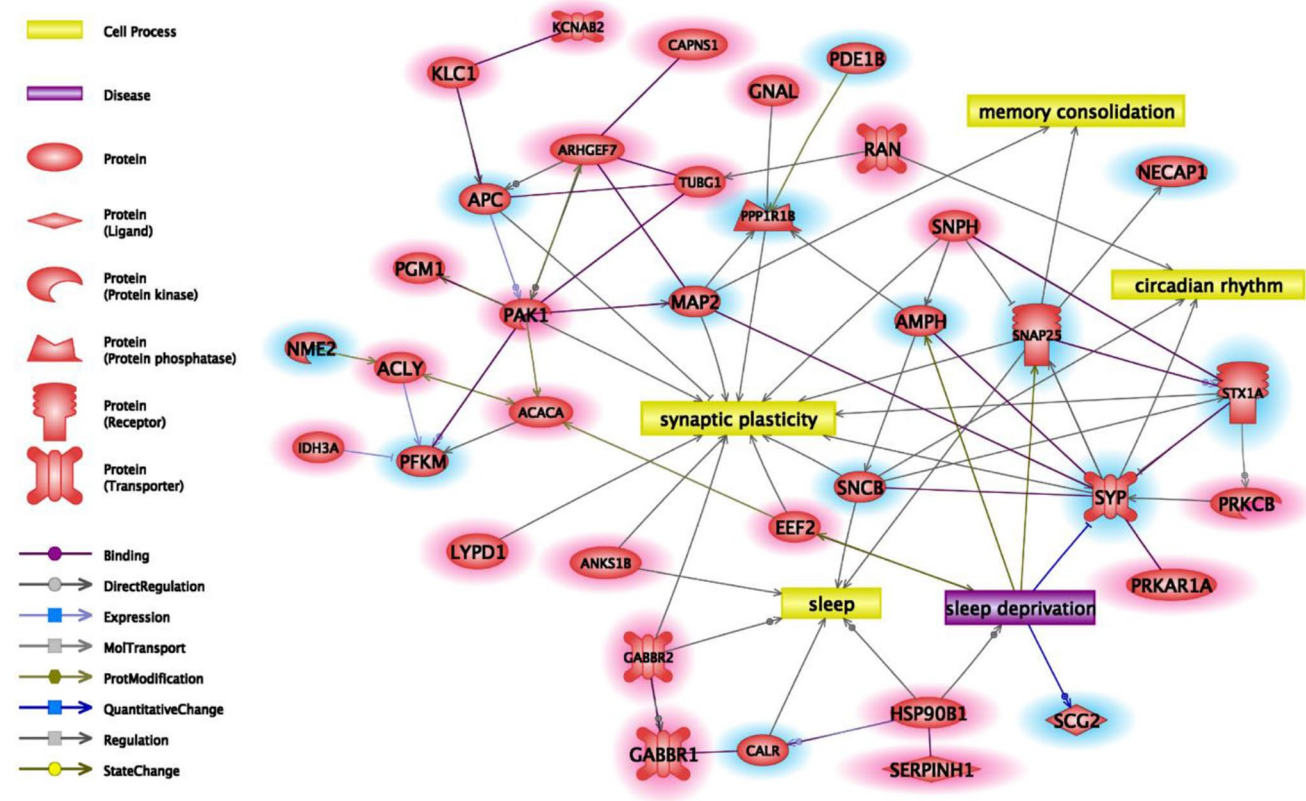 Cell Process
Disease
Protein
Protein
(Ligand)
Protein
(Protein kinase)
Protein
(Protein phosphatase)
Protein
(Receptor)
Protein
(Transporter)
Binding
DirectRegulation
Expression
MolTransport
ProtModification
QuantitativeChange
Regulation
StateChange
KCNAB2
CAPNS1
KLC1
PDE1B
GNAL
memory consolidation
ARHGEF7
RAN
NECAP1
TUBG1
APC
PPP1R1B
SNPH
PGM1
circadian rhythm
MAP2
PAK1
AMPH
SNAP25
NME2
ACLY
STX1A
ACACA
synaptic plasticity
IDH3A
PFKM
SNCB
SYP
PRKCB
EEF2
LYPD1
ANKS1B
PRKAR1A
sleep
sleep deprivation
GABBR2
HSP90B1
SCG2
GABBR1
CALR
SERPINH1